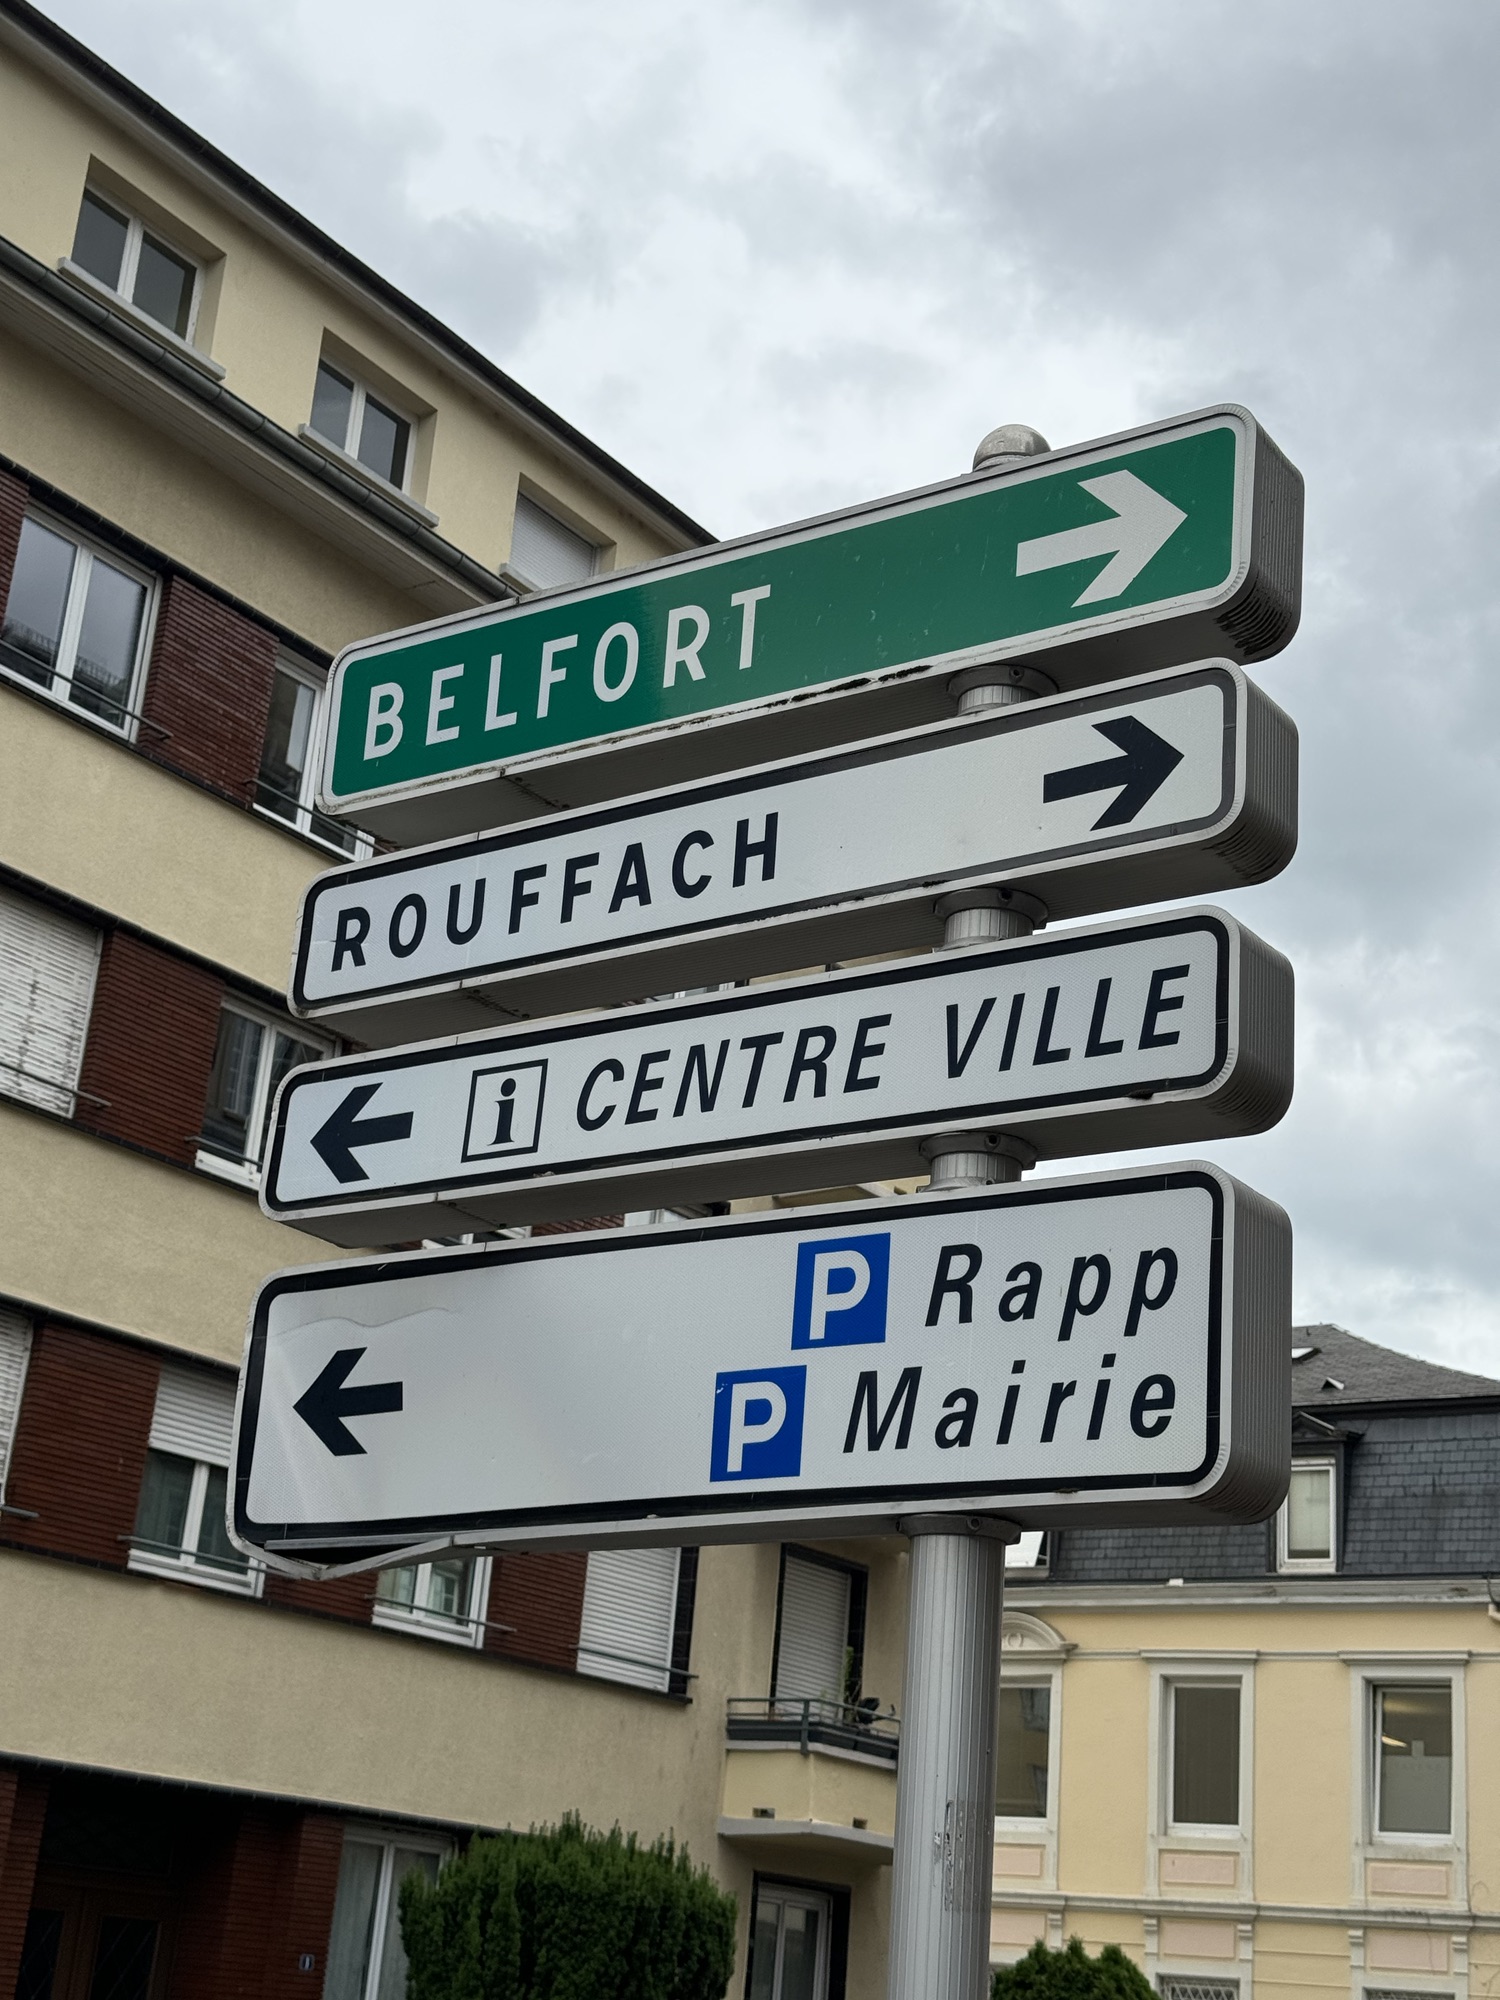 BELFORT
ROUFFACH
i CENTRE VILLE
P Rapp
P Mairie